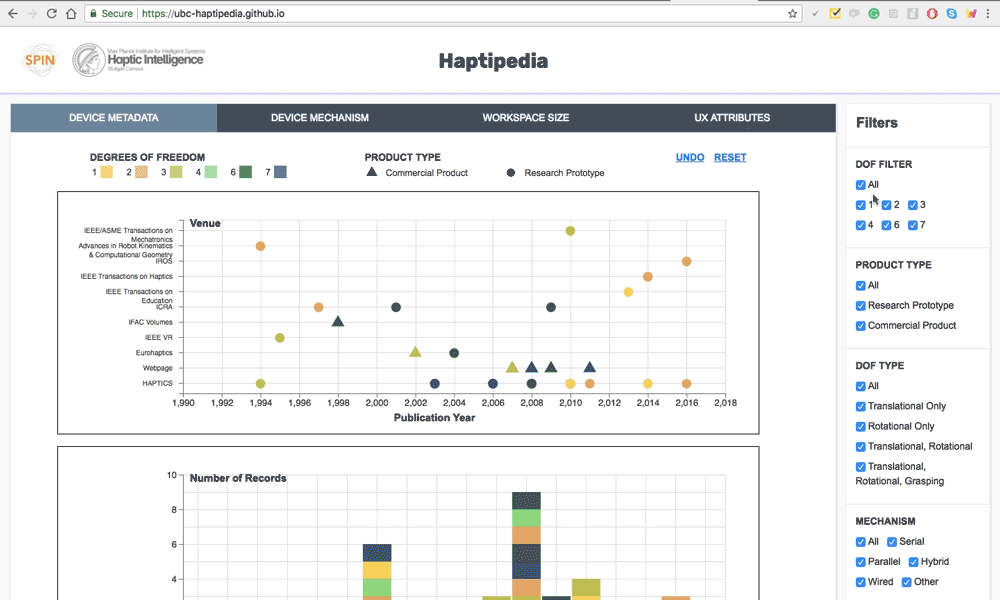 Secure https://ubc-haptipedia.github.io
SPIN
Max Planck Institute for Intelligent Systems
Haptic Intelligence
Stuttgart Campus
Haptipedia
DEVICE METADATA DEVICE MECHANISM WORKSPACE SIZE UX ATTRIBUTES
DEGREES OF FREEDOM
1 2 3 4 6 7
PRODUCT TYPE
Commercial Product Research Prototype
UNDO RESET
Venue
IEEE/ASME Transactions on
Mechatronics
Advances in Robot Kinematics
& Computational Geometry
IROS
IEEE Transactions on Haptics
IEEE Transactions on
Education
ICRA
IFAC Volumes
IEEE VR
Eurohaptics
Webpage
HAPTICS
1,990 1,992 1,994 1,996 1,998 2,000 2,002 2,004 2,006 2,008 2,010 2,012 2,014 2,016 2,018
Publication Year
Number of Records
10
8
6
4
Filters
DOF FILTER
All
1 2 3
4 6 7
PRODUCT TYPE
All
Research Prototype
Commercial Product
DOF TYPE
All
Translational Only
Rotational Only
Translational, Rotational
Translational,
Rotational, Grasping
MECHANISM
All Serial
Parallel Hybrid
Wired Other